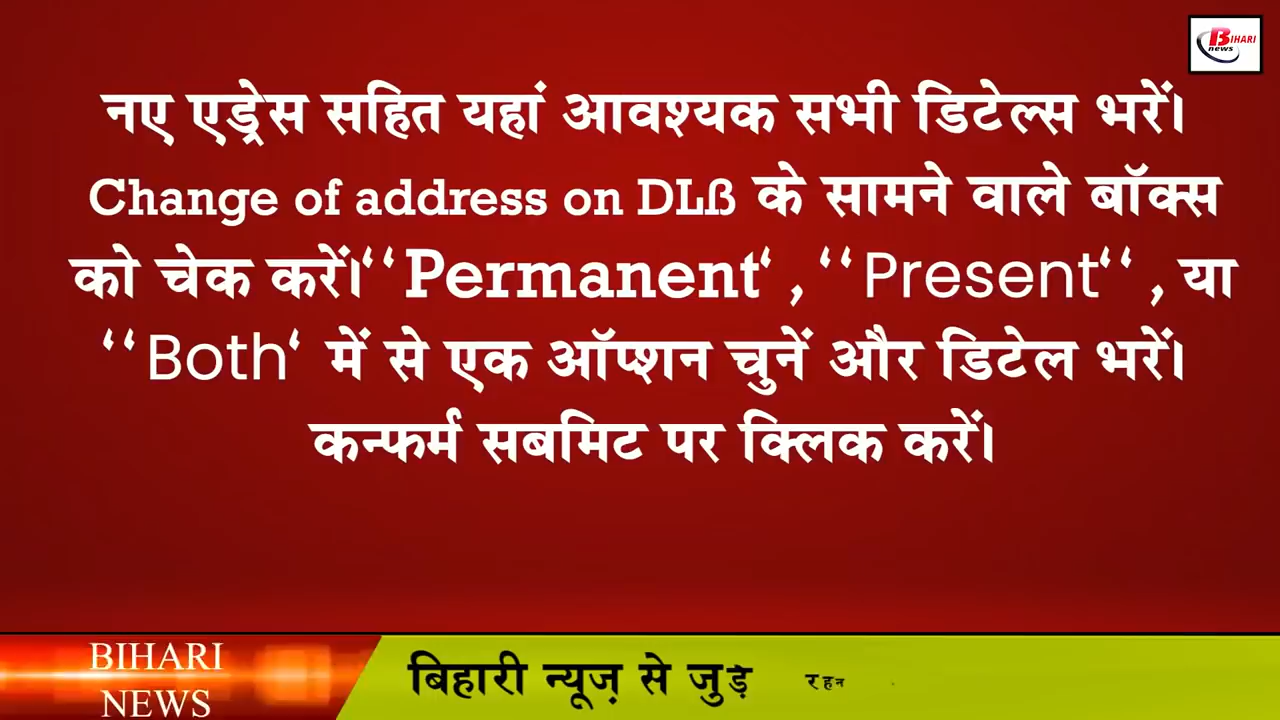 BIHARI
news
नए एड्रेस सहित यहां आवश्यक सभी डिटेल्स भरें।
Change of address on DLß के सामने वाले बॉक्स
को चेक करें।‘‘Permanent‘, ‘‘Present‘‘, या
‘‘Both‘ में से एक ऑप्शन चुनें और डिटेल भरें।
कन्फर्म सबमिट पर क्लिक करें।
BIHARI
NEWS
बिहारी न्यूज़ से जुड़े रहन